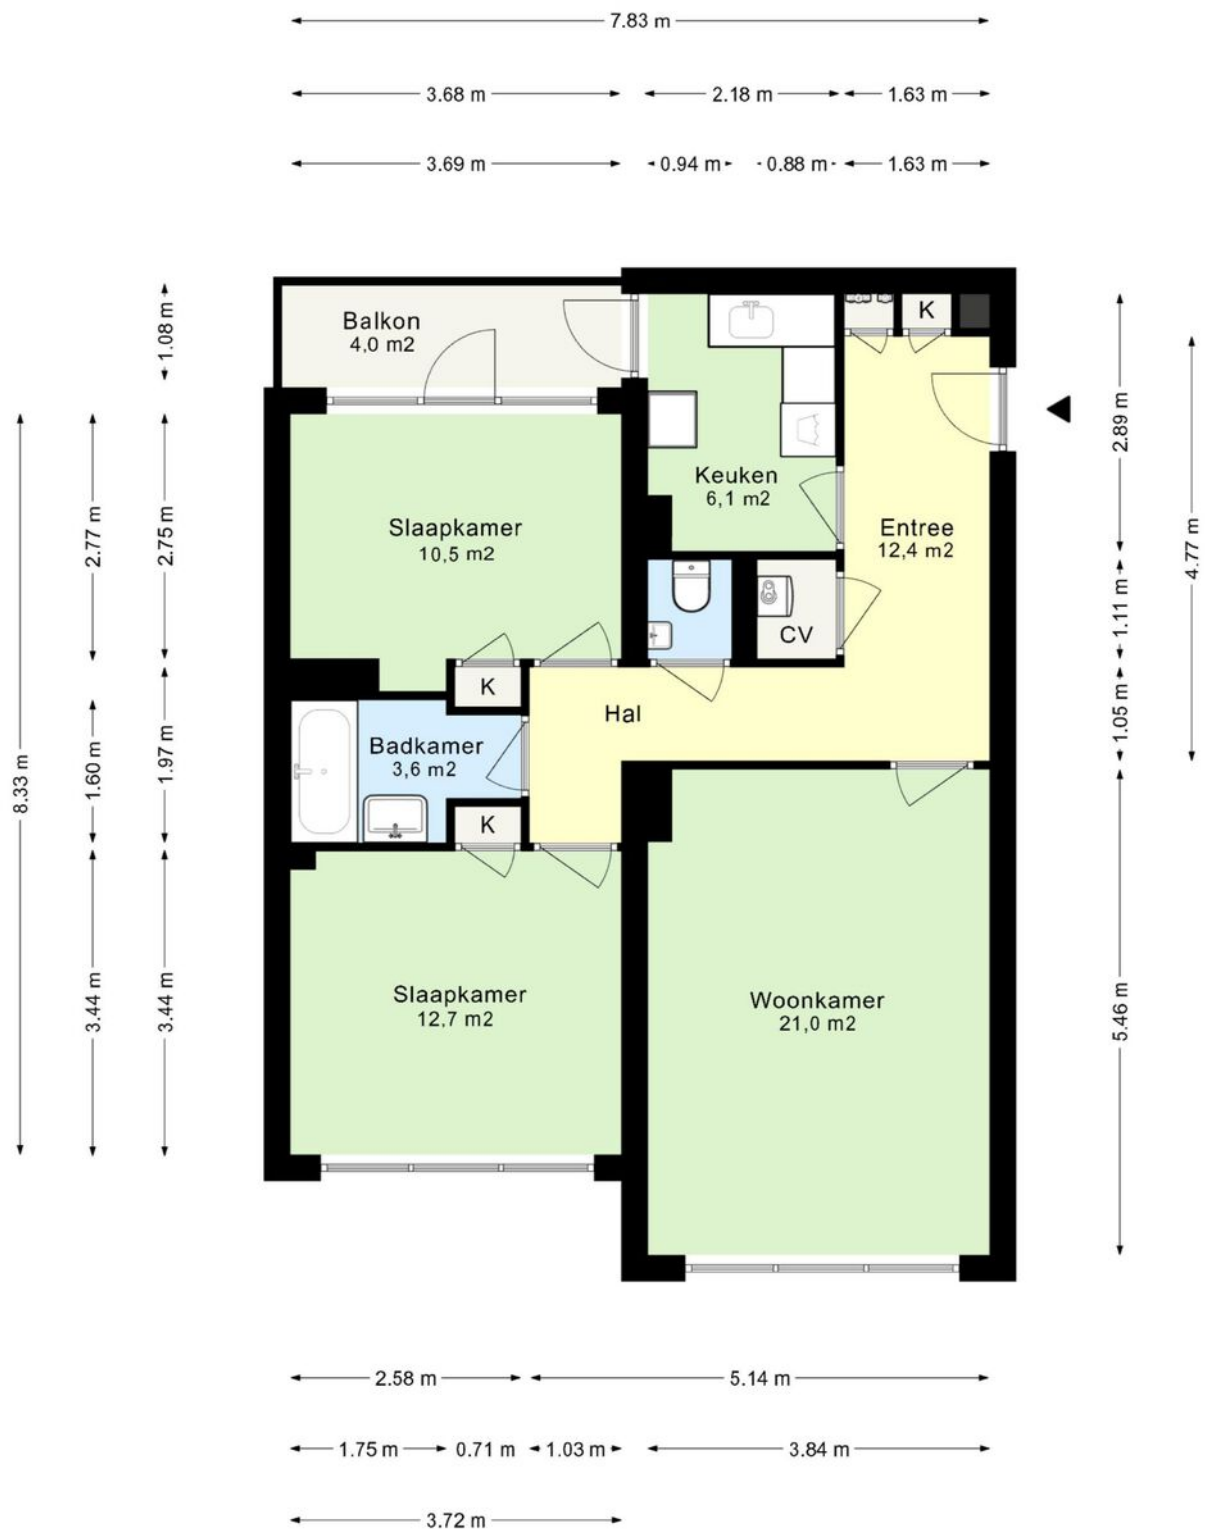 7.83 m
3.68 m
2.18 m
1.63 m
3.69 m
0.94 m
0.88 m
1.63 m
1.08 m
Balkon
4,0 m2
K
2.89 m
2.77 m
2.75 m
Keuken
6,1 m2
Slaapkamer
10,5 m2
Entree
12,4 m2
4.77 m
1.11 m
CV
K
Hal
1.05 m
8.33 m
1.60 m
1.97 m
Badkamer
3,6 m2
K
3.44 m
3.44 m
Slaapkamer
12,7 m2
Woonkamer
21,0 m2
5.46 m
2.58 m
5.14 m
1.75 m
0.71 m
1.03 m
3.84 m
3.72 m